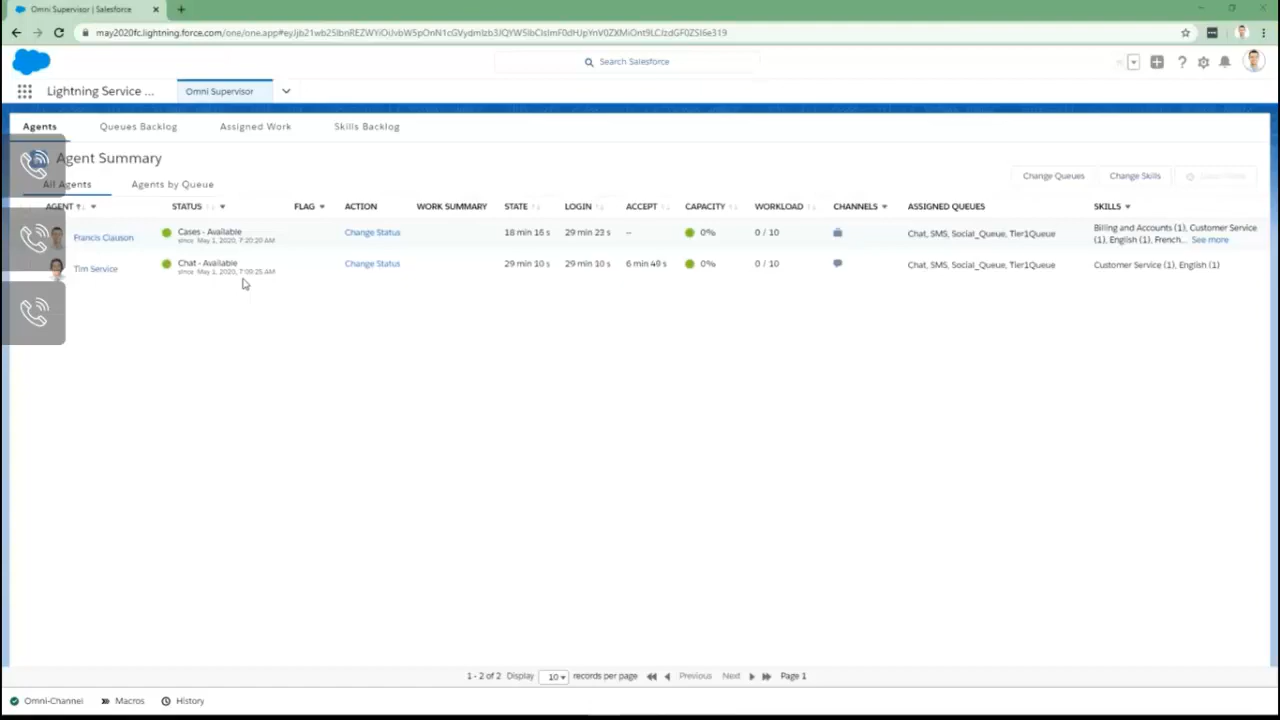 Omni Supervisor | Salesforce
may2020fc.lightning.force.com/one/one.app#
Search Salesforce
Lightning Service ...
Omni Supervisor
Agents
Queues Backlog
Assigned Work
Skills Backlog
Agent Summary
Change Queues
Change Skills
All Agents
Agents by Queue
AGENT STATUS FLAG ACTION WORK SUMMARY STATE LOGIN ACCEPT CAPACITY WORKLOAD CHANNELS ASSIGNED QUEUES SKILLS
Francis Clauson Cases - Available Change Status 18 min 16 s 29 min 23 s -- 0% 0 / 10 Chat, SMS, Social_Queue, Tier1Queue Billing and Accounts (1), Customer Service
since May 1, 2020, 7:20:20 AM (1), English (1), French... See more
Tim Service Chat - Available Change Status 29 min 10 s 29 min 10 s 6 min 49 s 0% 0 / 10 Chat, SMS, Social_Queue, Tier1Queue Customer Service (1), English (1)
since May 1, 2020, 7:09:25 AM
1 - 2 of 2 Display 10 records per page Previous Next Page 1
Omni-Channel Macros History